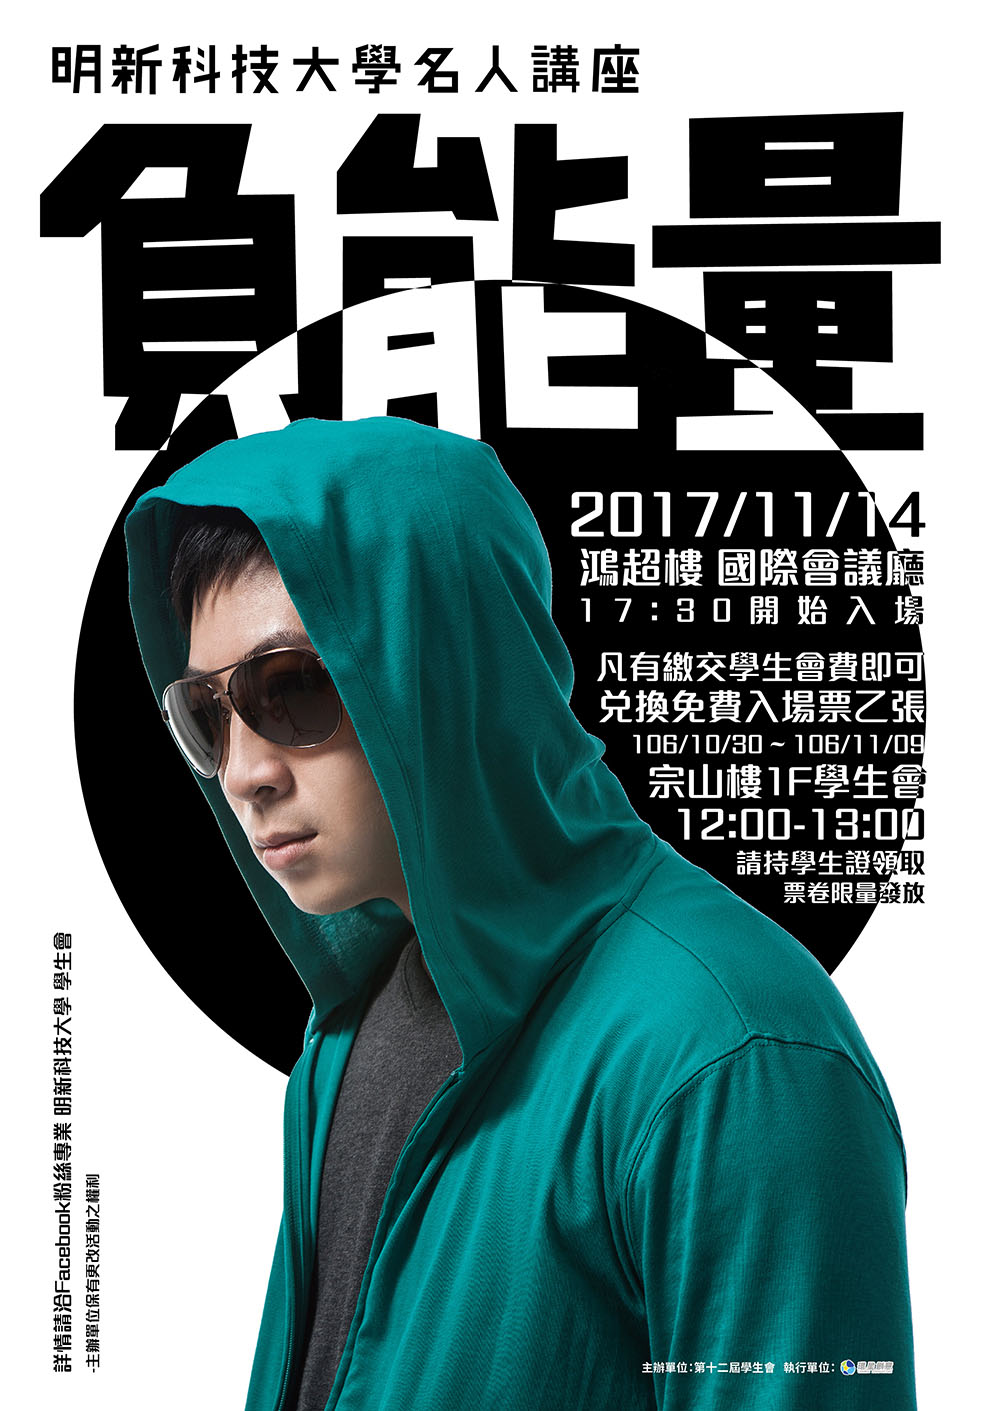 明新科技大學名人講座
負能量
2017/11/14
鴻超樓 國際會議廳
17:30開始入場
凡有繳交學生會費即可
兌換免費入場票乙張
106/10/30 ~ 106/11/09
宗山樓1F學生會
12:00-13:00
請持學生證領取
票卷限量發放
詳情請洽Facebook粉絲專業 明新科技大學 學生會
-主辦單位保有更改活動之權利
主辦單位:第十二屆學生會 執行單位: